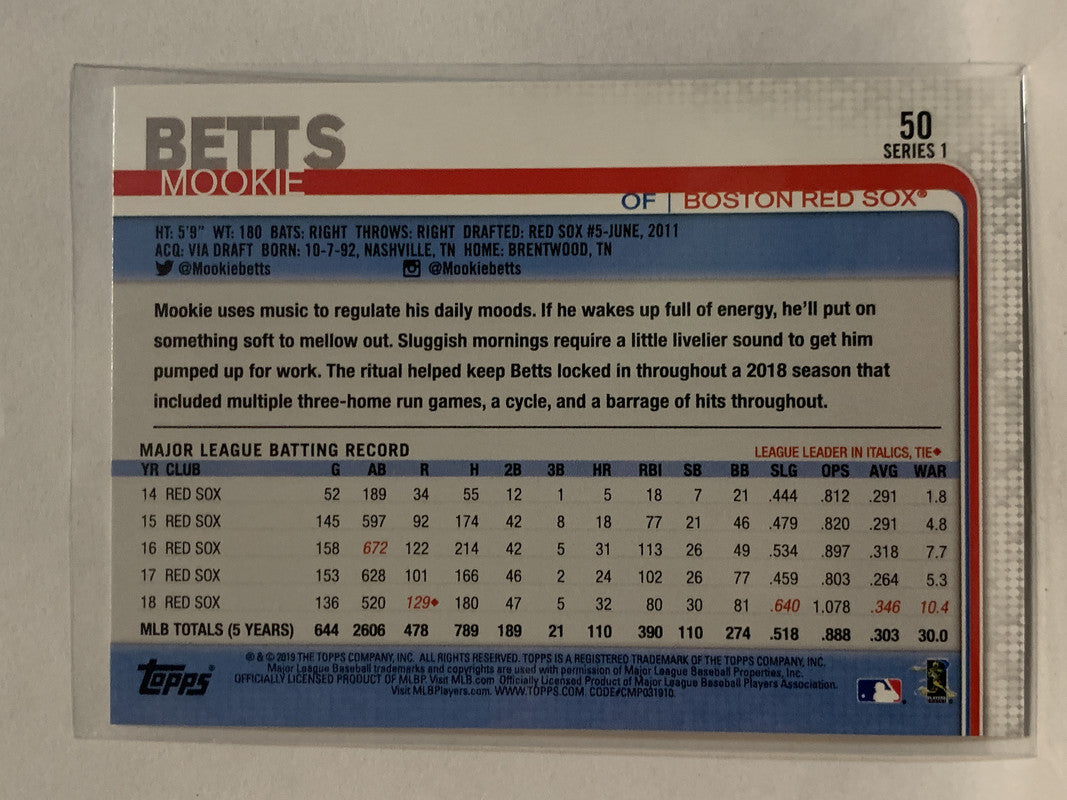 BETTS
MOOKIE
50
SERIES 1
OF | BOSTON RED SOX®
HT: 5'9" WT: 180 BATS: RIGHT THROWS: RIGHT DRAFTED: RED SOX #5-JUNE, 2011
ACQ: VIA DRAFT BORN: 10-7-92, NASHVILLE, TN HOME: BRENTWOOD, TN
@Mookiebetts @Mookiebetts
Mookie uses music to regulate his daily moods. If he wakes up full of energy, he'll put on
something soft to mellow out. Sluggish mornings require a little livelier sound to get him
pumped up for work. The ritual helped keep Betts locked in throughout a 2018 season that
included multiple three-home run games, a cycle, and a barrage of hits throughout.
MAJOR LEAGUE BATTING RECORD LEAGUE LEADER IN ITALICS, TIE◆
YR CLUB G AB R H 2B 3B HR RBI SB BB SLG OPS AVG WAR
14 RED SOX 52 189 34 55 12 1 5 18 7 21 .444 .812 .291 1.8
15 RED SOX 145 597 92 174 42 8 18 77 21 46 .479 .820 .291 4.8
16 RED SOX 158 672 122 214 42 5 31 113 26 49 .534 .897 .318 7.7
17 RED SOX 153 628 101 166 46 2 24 102 26 77 .459 .803 .264 5.3
18 RED SOX 136 520 129◆ 180 47 5 32 80 30 81 .640 1.078 .346 10.4
MLB TOTALS (5 YEARS) 644 2606 478 789 189 21 110 390 110 274 .518 .888 .303 30.0
® & © 2019 THE TOPPS COMPANY, INC. ALL RIGHTS RESERVED. TOPPS IS A REGISTERED TRADEMARK OF THE TOPPS COMPANY, INC.
Major League Baseball trademarks and copyrights are used with permission of Major League Baseball Properties, Inc.
OFFICIALLY LICENSED PRODUCT OF MLBP. Visit MLB.com. Officially Licensed Product of Major League Baseball Players Association.
Visit MLBPlayers.com. WWW.TOPPS.COM. CODE#CMP031910.
Topps®